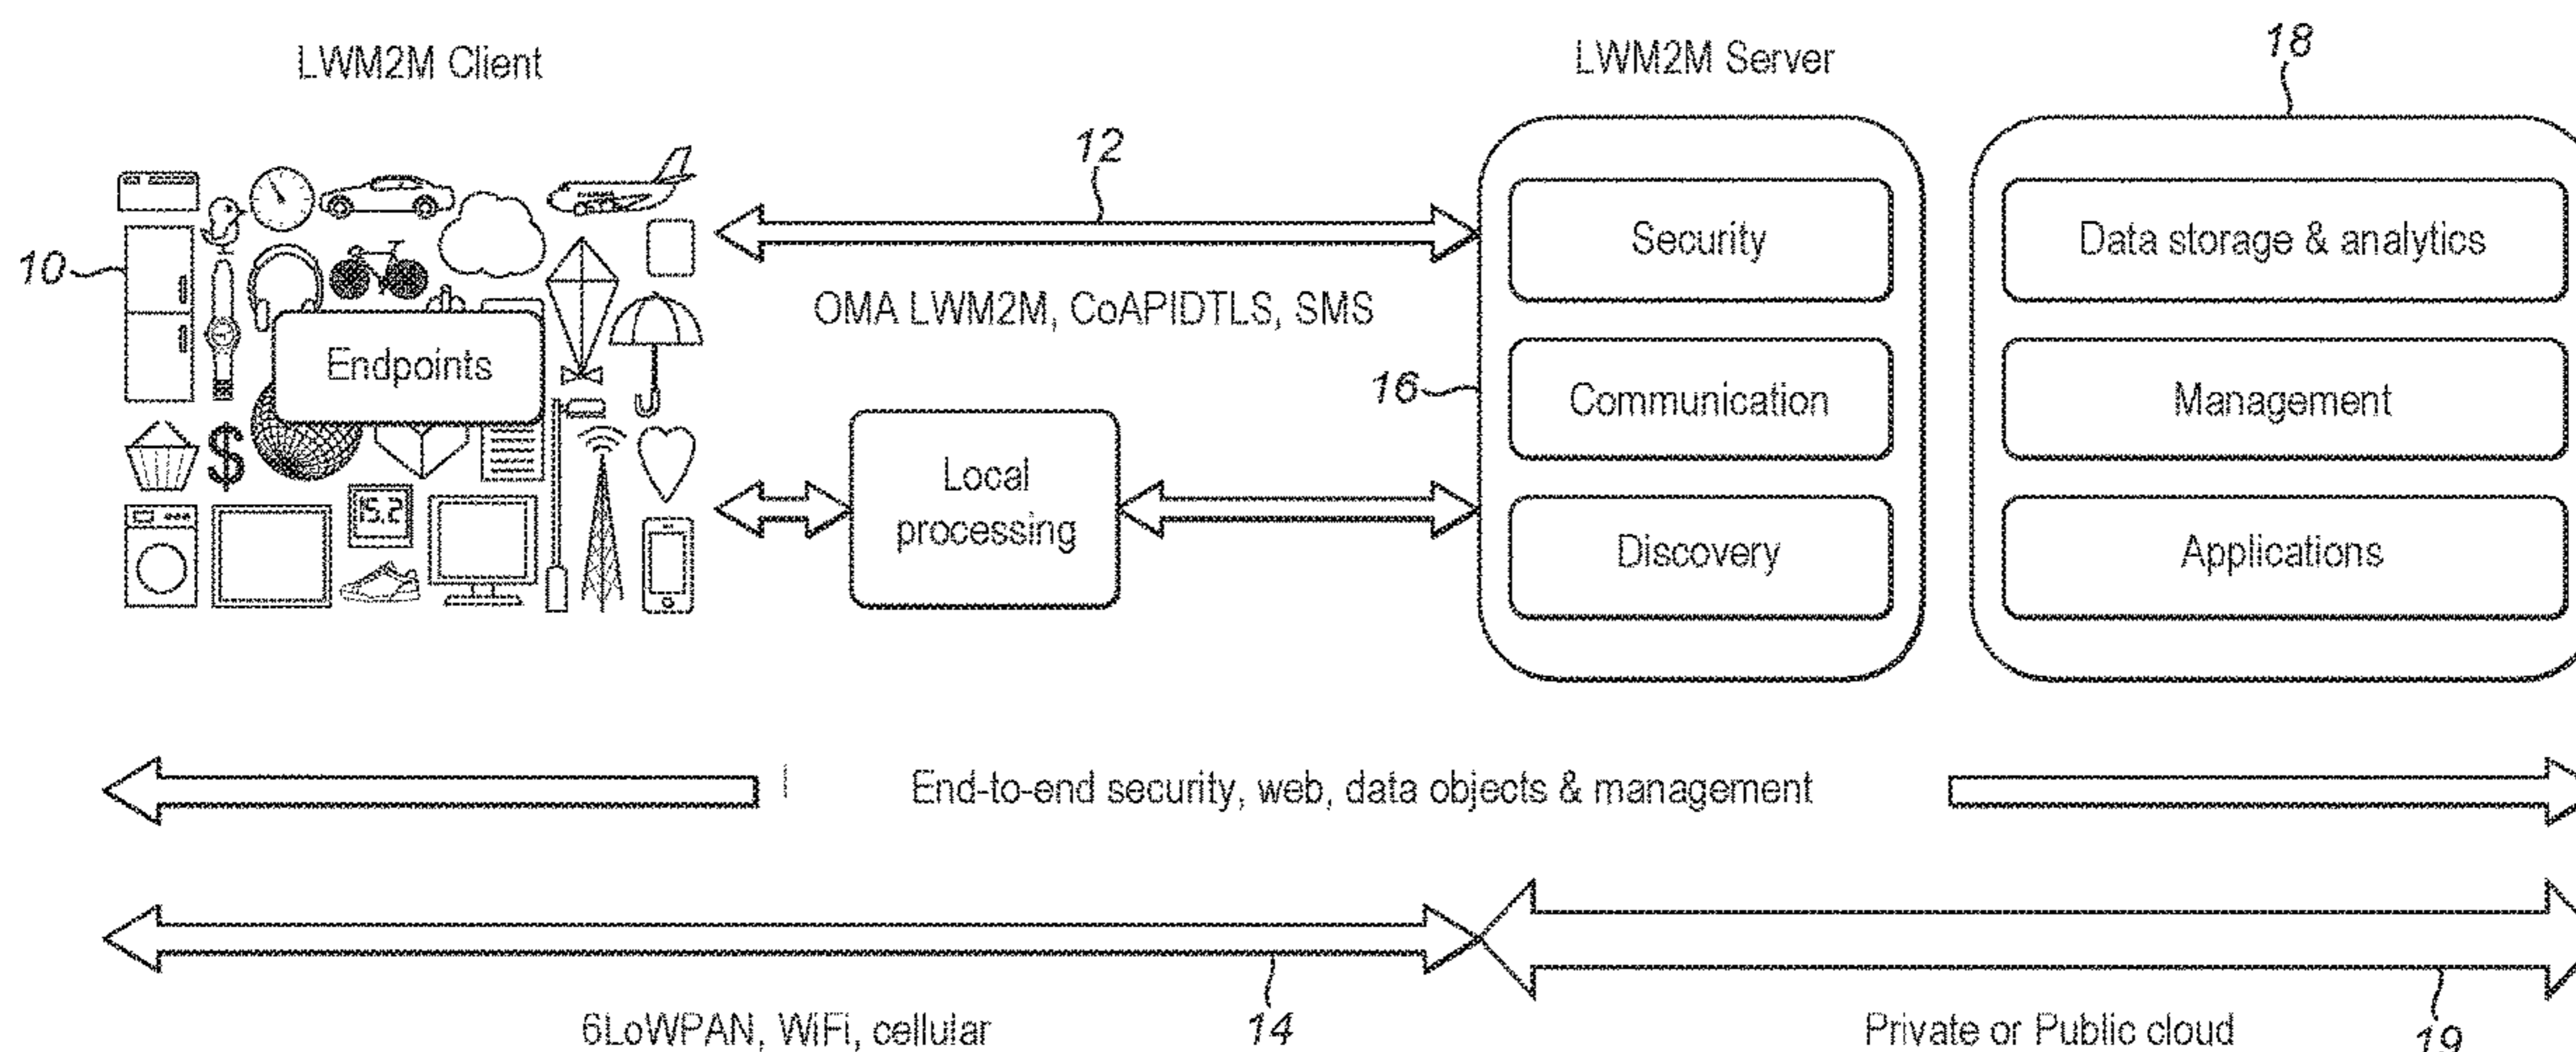 LWM2M Client
LWM2M Server
18
12
10
Security
Data storage & analytics
OMA LWM2M, CoAPIDTLS, SMS
Endpoints
16
Communication
Management
$
Local
processing
15.2
Discovery
Applications
End-to-end security, web, data objects & management
6LoWPAN, WiFi, cellular
14
Private or Public cloud
19